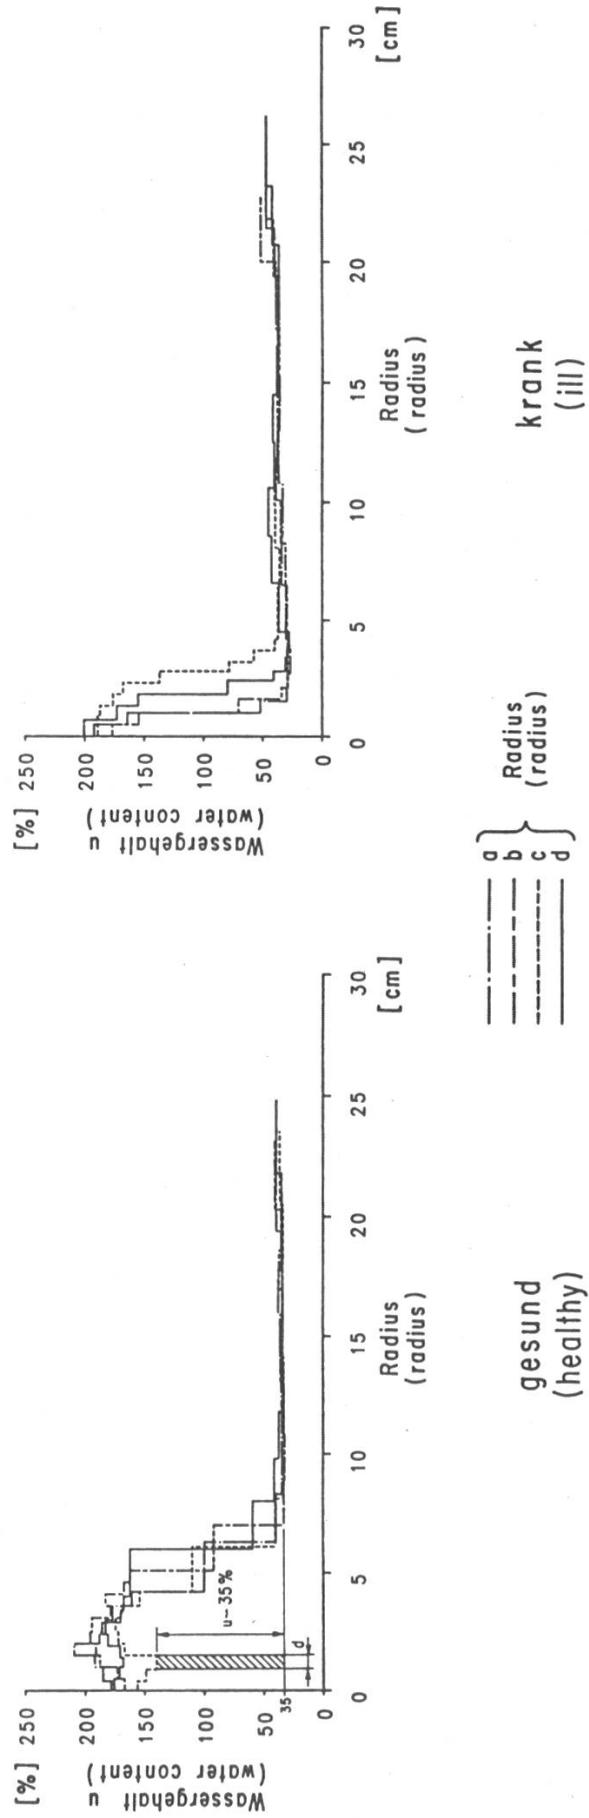 [%]
250
200
150
100
50
35
0
Wassergehalt u
(water content)
u-35%
d
0
5
10
15
20
25
30
[cm]
Radius
(radius)
gesund
(healthy)
[%]
250
200
150
100
50
0
Wassergehalt u
(water content)
0
5
10
15
20
25
30
[cm]
Radius
(radius)
krank
(ill)
a
b
c
d
Radius
(radius)